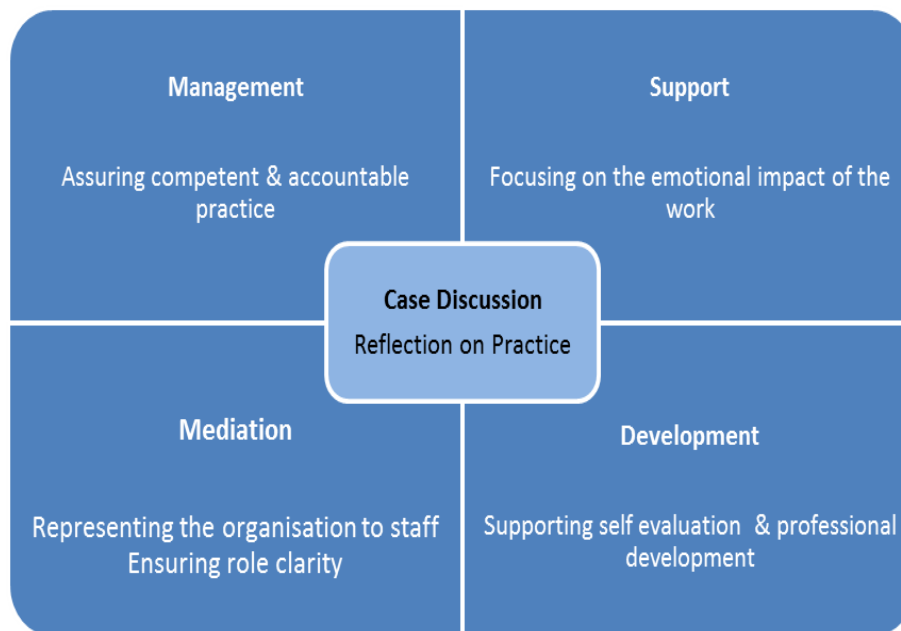 Management
Assuring competent & accountable
practice
Support
Focusing on the emotional impact of the
work
Case Discussion
Reflection on Practice
Mediation
Representing the organisation to staff
Ensuring role clarity
Development
Supporting self evaluation & professional
development